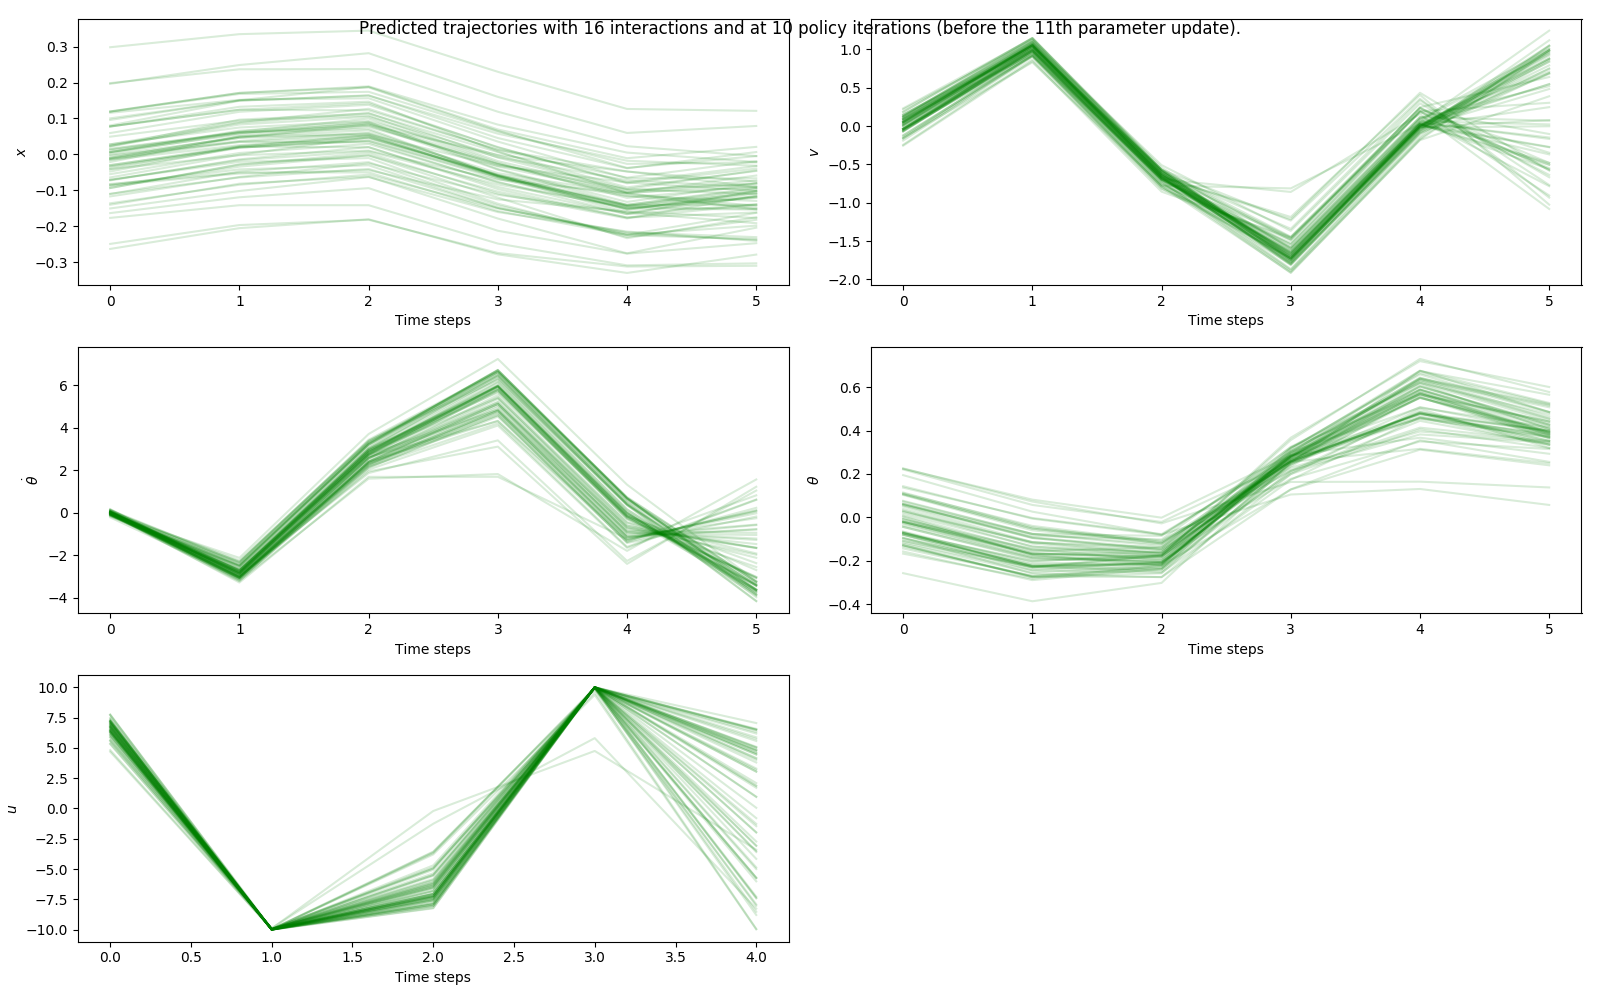 Predicted trajectories with 16 interactions and at 10 policy iterations (before the 11th parameter update).
0.3
0.2
0.1
0.0
−0.1
−0.2
−0.3
x
0 1 2 3 4 5
Time steps
1.0
0.5
0.0
−0.5
−1.0
−1.5
−2.0
v
0 1 2 3 4 5
Time steps
6
4
2
0
−2
−4
θ̇
0 1 2 3 4 5
Time steps
0.6
0.4
0.2
0.0
−0.2
−0.4
θ
0 1 2 3 4 5
Time steps
10.0
7.5
5.0
2.5
0.0
−2.5
−5.0
−7.5
−10.0
u
0.0 0.5 1.0 1.5 2.0 2.5 3.0 3.5 4.0
Time steps